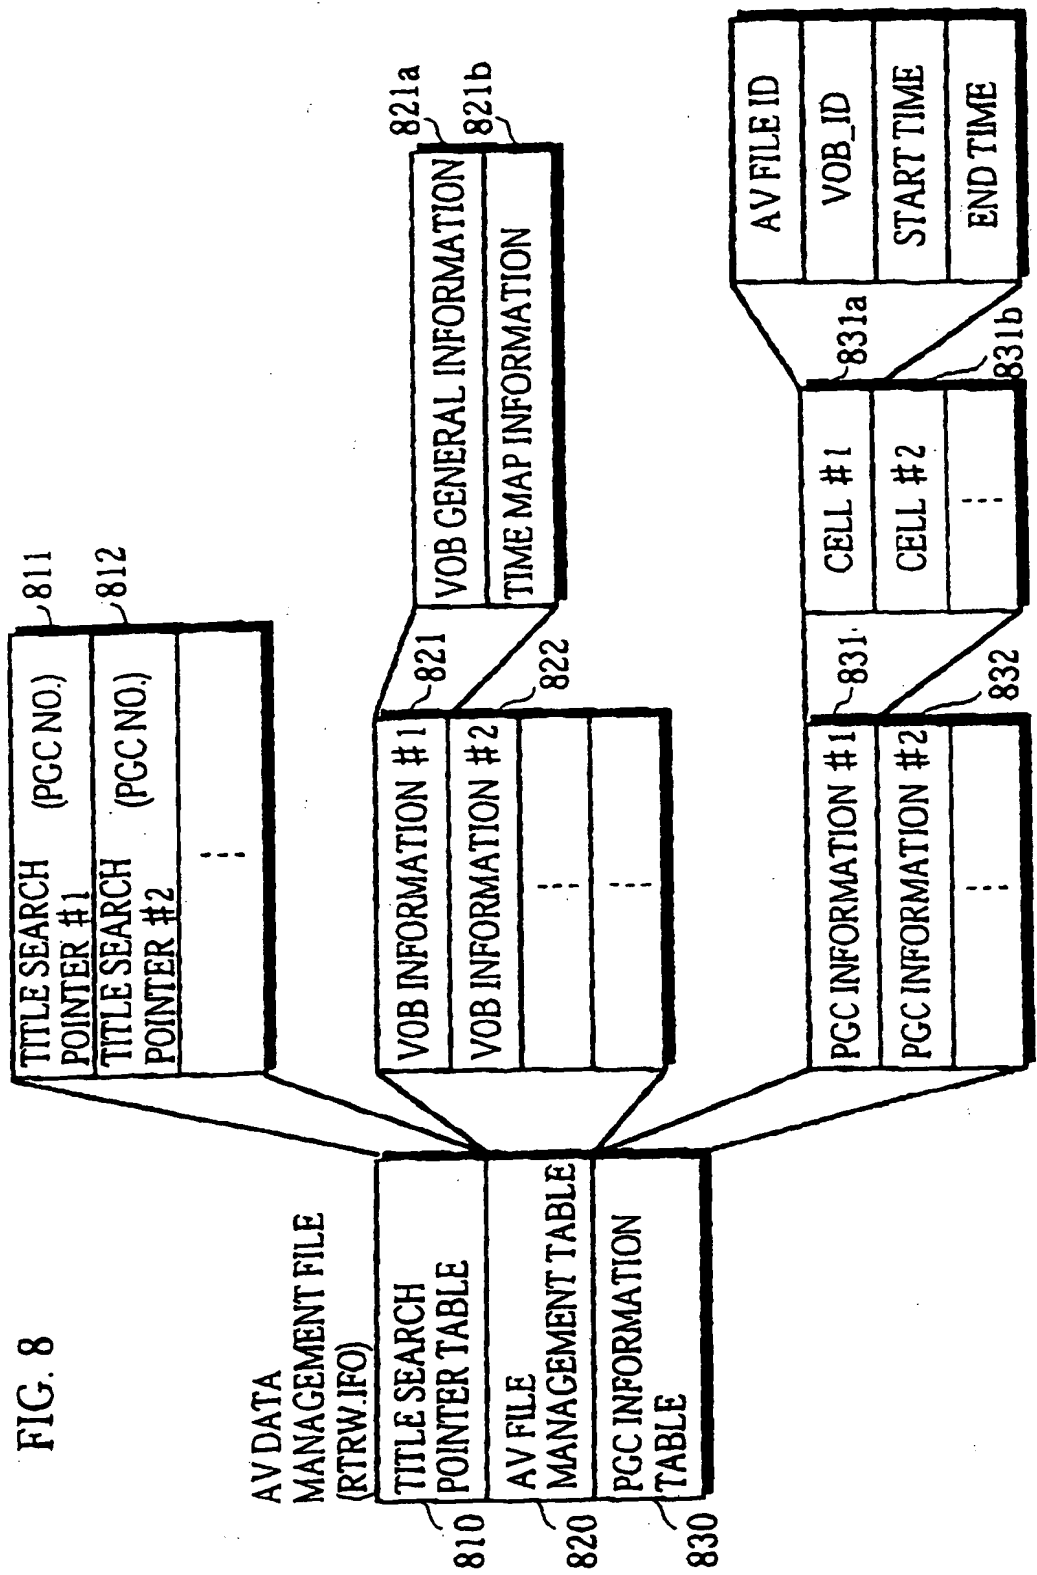 FIG. 8
AV DATA
MANAGEMENT FILE
(RTRW.IFO)
TITLE SEARCH
POINTER TABLE
AV FILE
MANAGEMENT TABLE
PGC INFORMATION
TABLE
810
820
830
TITLE SEARCH
POINTER #1
(PGC NO.)
TITLE SEARCH
POINTER #2
(PGC NO.)
811
812
VOB INFORMATION #1
VOB INFORMATION #2
821
822
VOB GENERAL INFORMATION
TIME MAP INFORMATION
821a
821b
PGC INFORMATION #1
PGC INFORMATION #2
831
832
CELL #1
CELL #2
831a
831b
AV FILE ID
VOB_ID
START TIME
END TIME